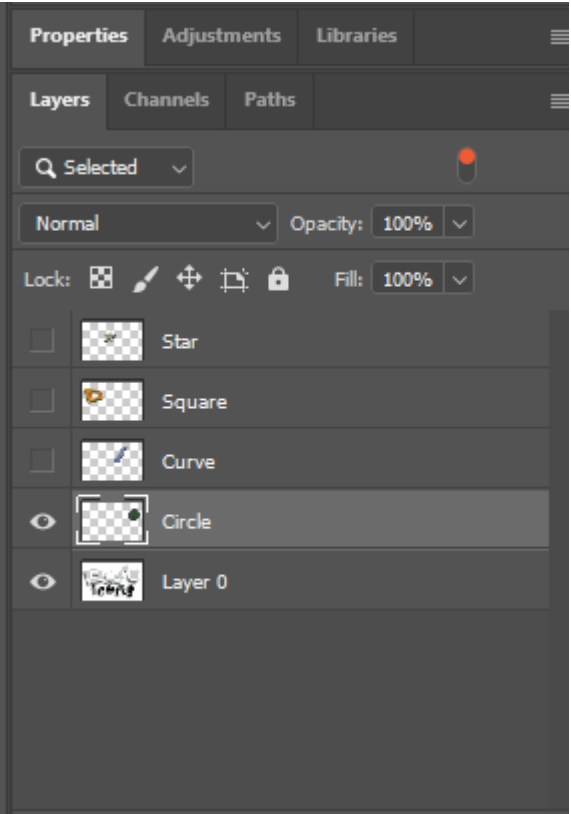 Properties Adjustments Libraries
Layers Channels Paths
Selected
Normal Opacity: 100%
Lock: Fill: 100%
Star
Square
Curve
Circle
Layer 0